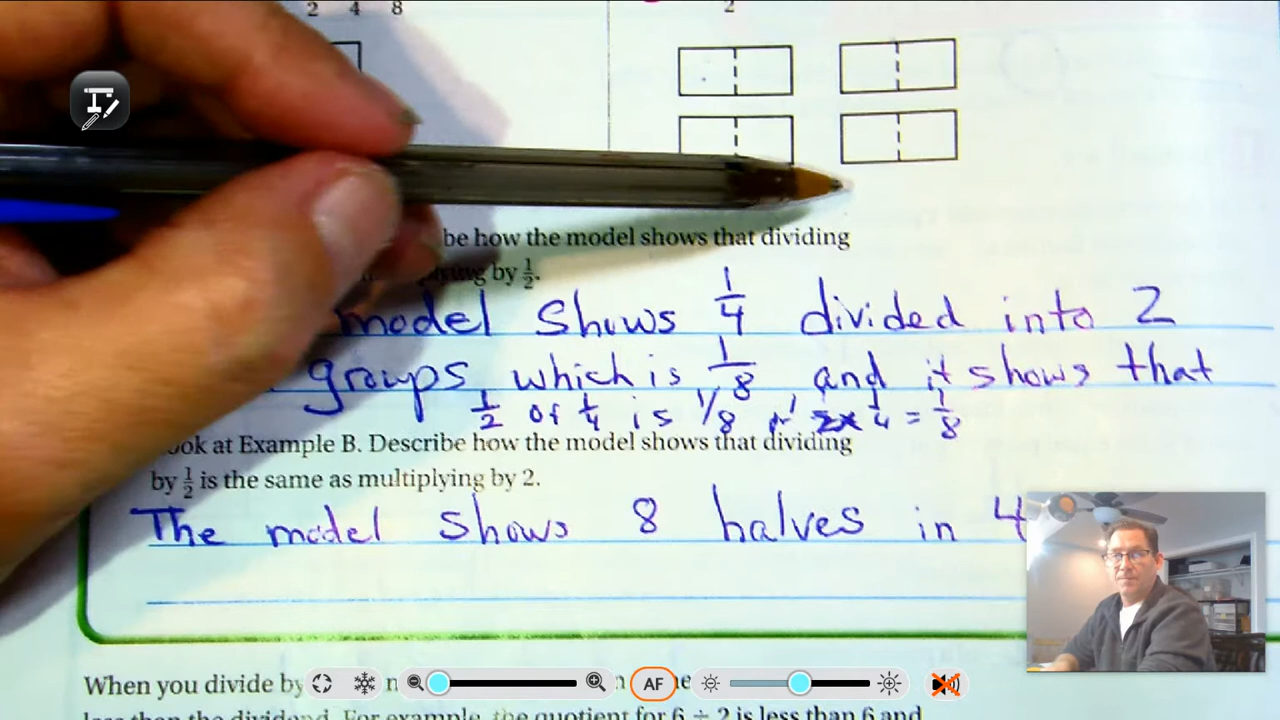 2 4 8
2
be how the model shows that dividing
by 1/2.
model shows 1/4 divided into 2
groups, which is 1/8, and it shows that
1/2 of 1/4 is 1/8
1/4 = 1/8
ook at Example B. Describe how the model shows that dividing
by 1/2 is the same as multiplying by 2.
The model shows 8 halves in 4
When you divide by
AF
less than the dividend. For example, the quotient for 6 ÷ 2 is less than 6 and